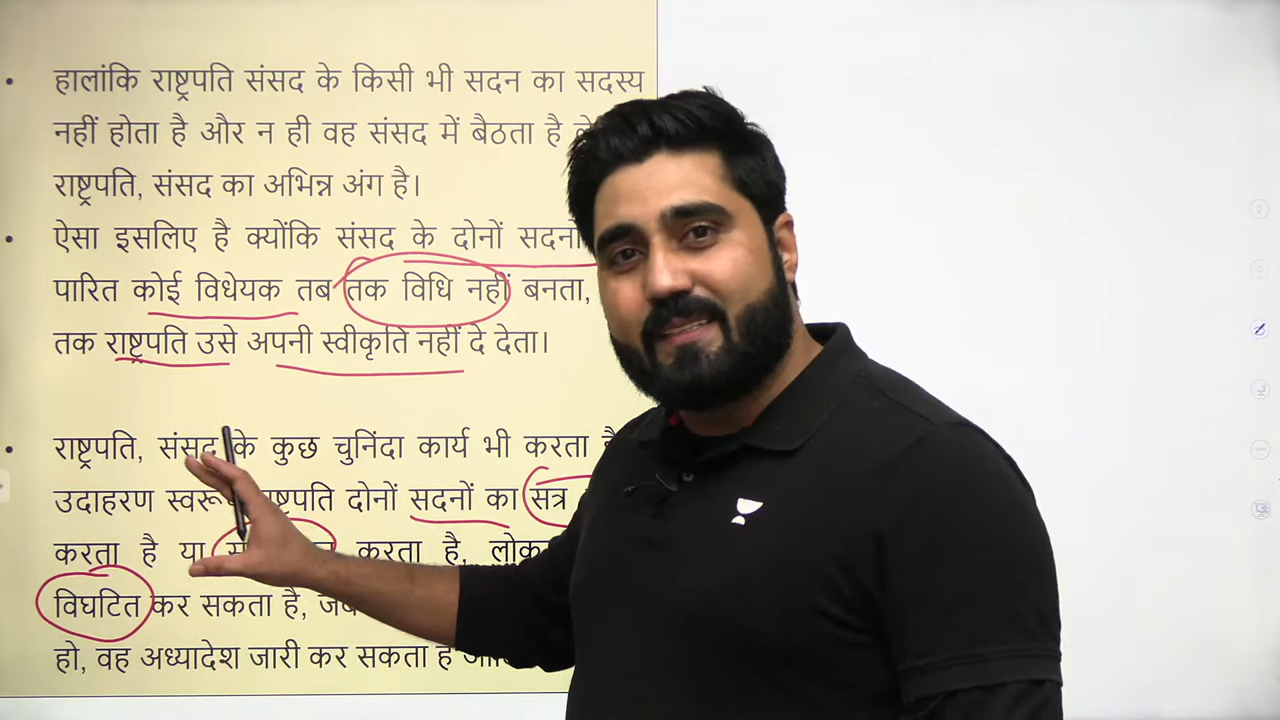 हालांकि राष्ट्रपति संसद के किसी भी सदन का सदस्य
नहीं होता है और न ही वह संसद में बैठता है
राष्ट्रपति, संसद का अभिन्न अंग है।
ऐसा इसलिए है क्योंकि संसद के दोनों सदनों
पारित कोई विधेयक तब तक विधि नहीं बनता,
तक राष्ट्रपति उसे अपनी स्वीकृति नहीं दे देता।
राष्ट्रपति, संसद के कुछ चुनिंदा कार्य भी करता
उदाहरण राष्ट्रपति दोनों सदनों का सत्र
करता है या करता है,
विघटित कर सकता है,
हो, वह अध्यादेश जारी कर सकता है